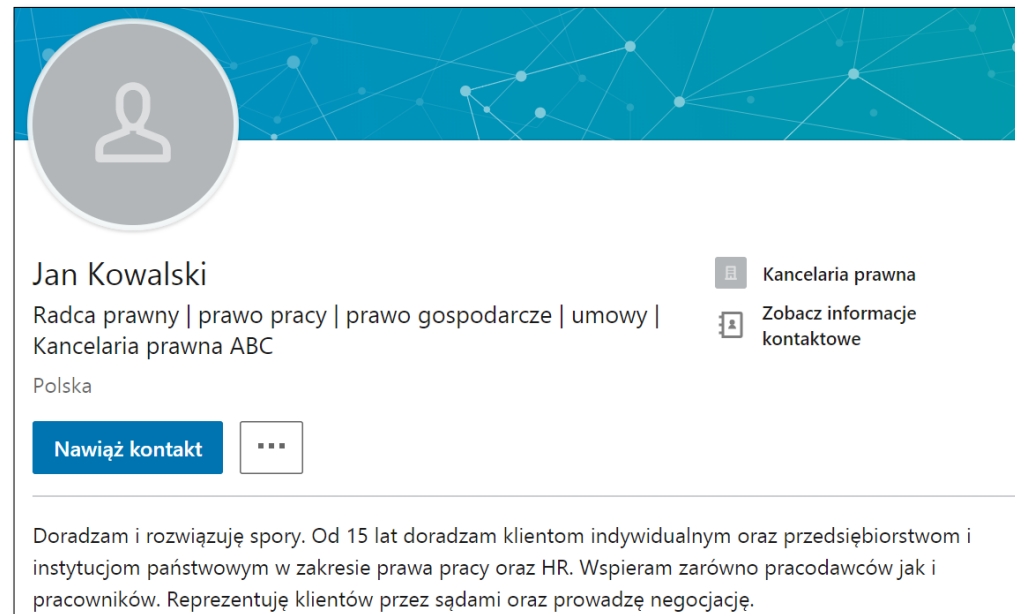 Jan Kowalski
Radca prawny | prawo pracy | prawo gospodarcze | umowy |
Kancelaria prawna ABC
Polska
Nawiąż kontakt
Kancelaria prawna
Zobacz informacje
kontaktowe
Doradzam i rozwiązuję spory. Od 15 lat doradzam klientom indywidualnym oraz przedsiębiorstwom i
instytucjom państwowym w zakresie prawa pracy oraz HR. Wspieram zarówno pracodawców jak i
pracowników. Reprezentuję klientów przez sądami oraz prowadzę negocjację.